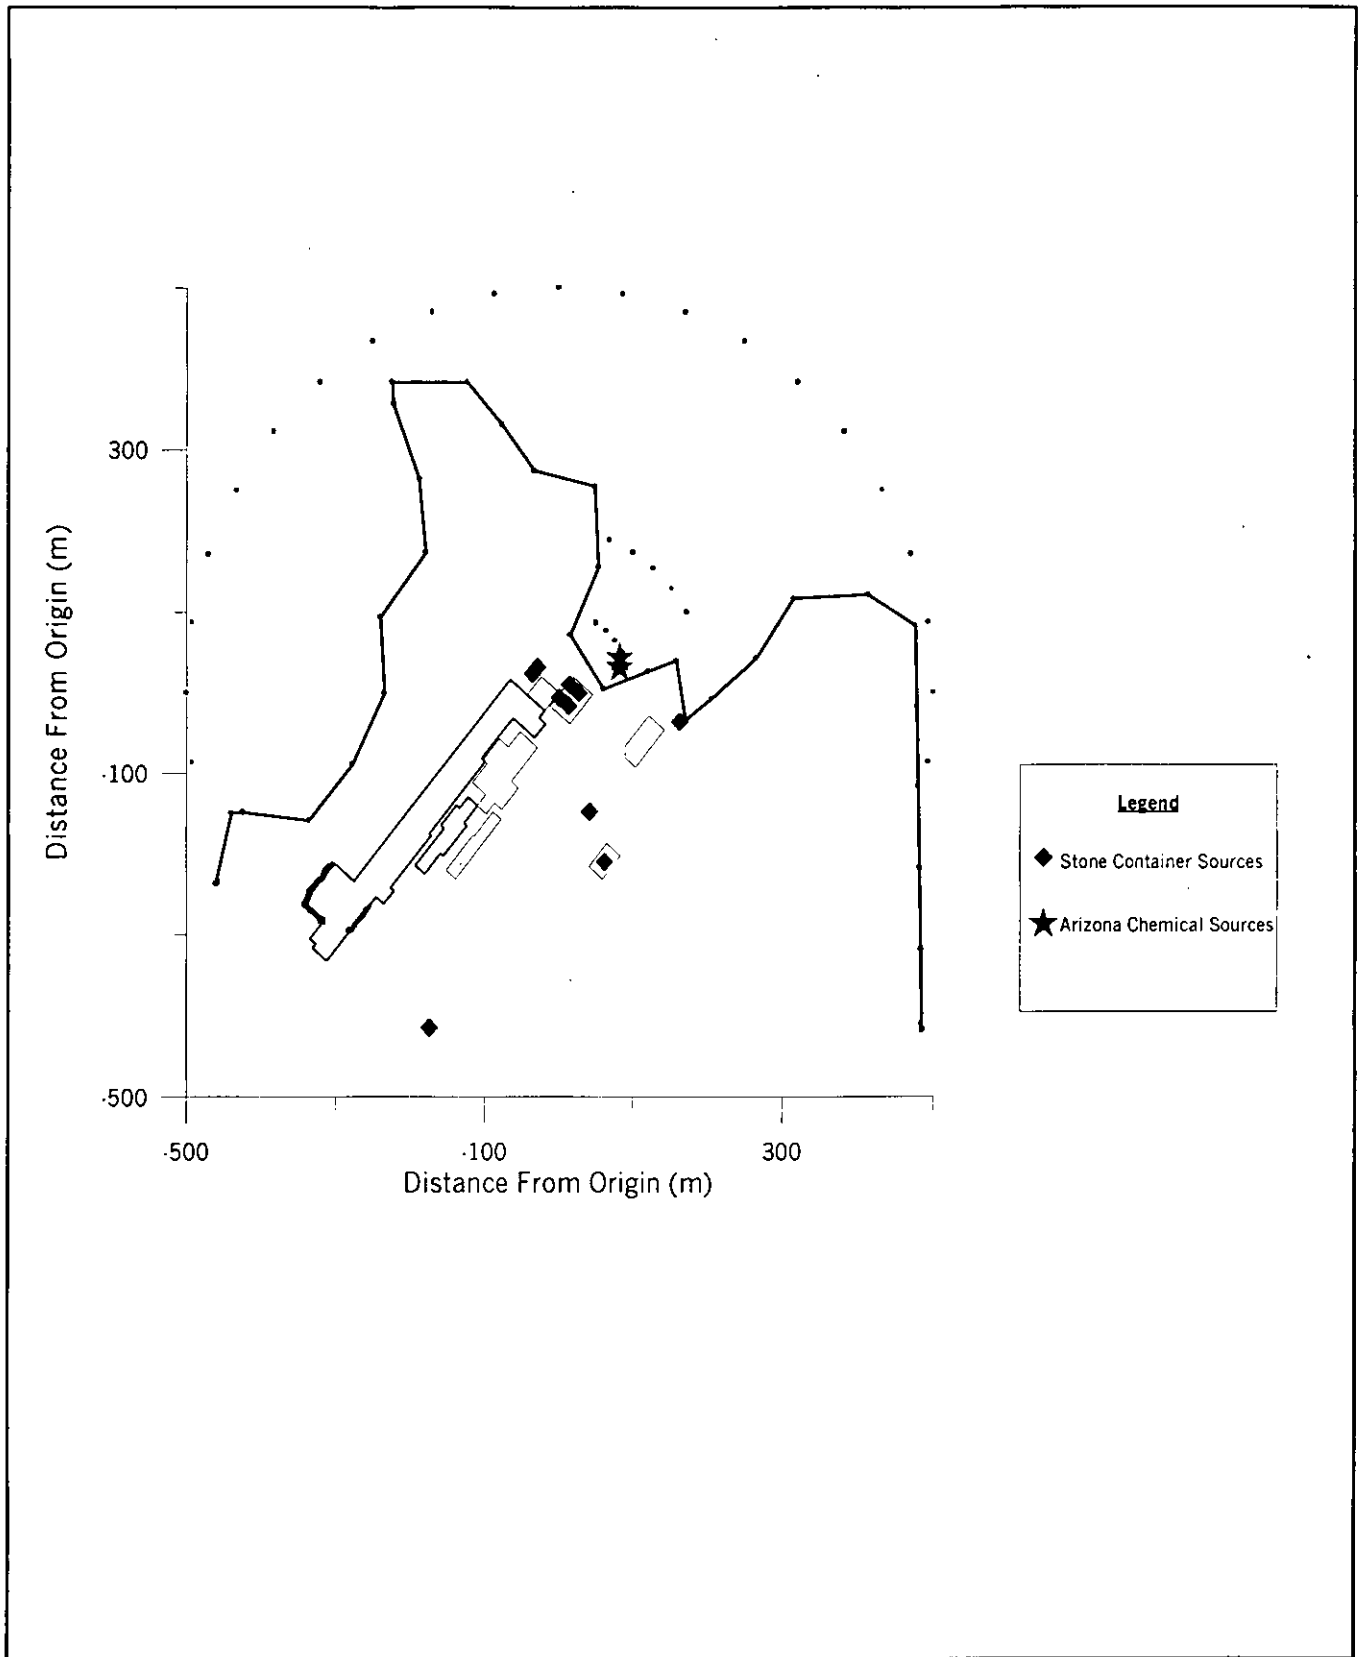 300
Distance From Origin (m)
-100
-500
-500
-100
300
Distance From Origin (m)
Legend
Stone Container Sources
Arizona Chemical Sources